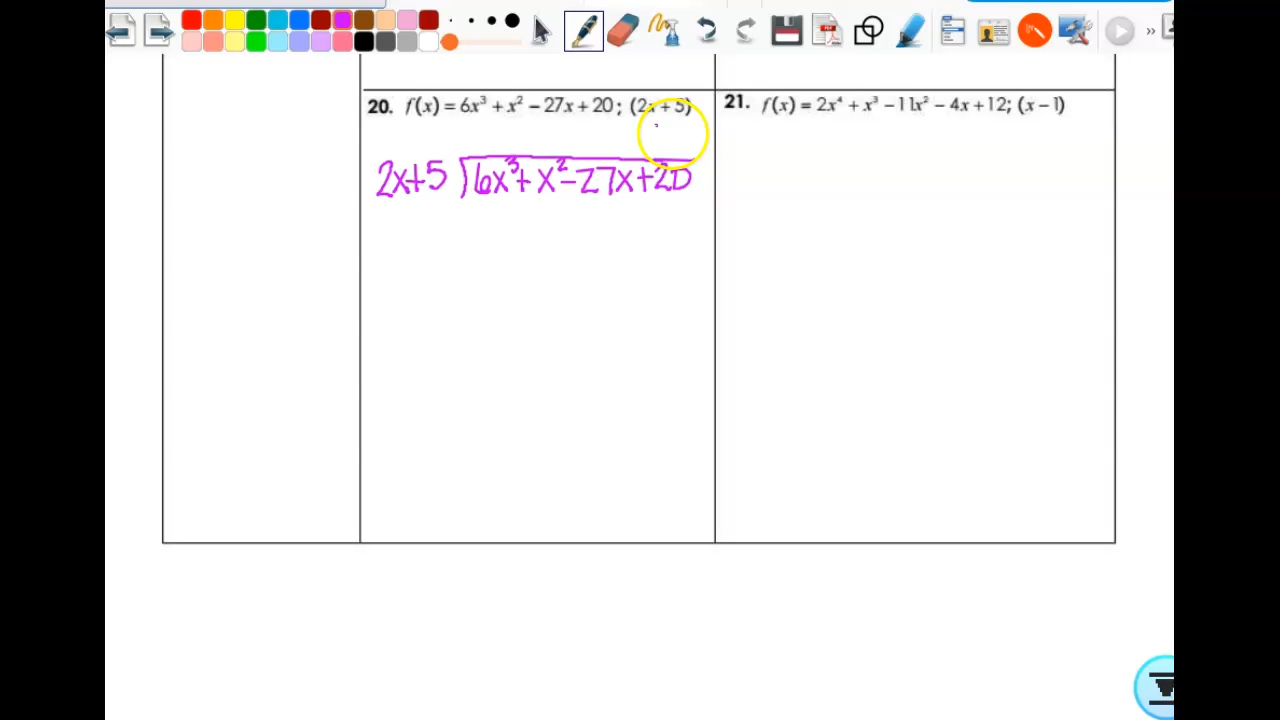 20. f(x) = 6x³ + x² − 27x + 20; (2x + 5)
2x+5 6x³+x²−27x+20
21. f(x) = 2x⁴ + x³ − 11x² − 4x + 12; (x − 1)